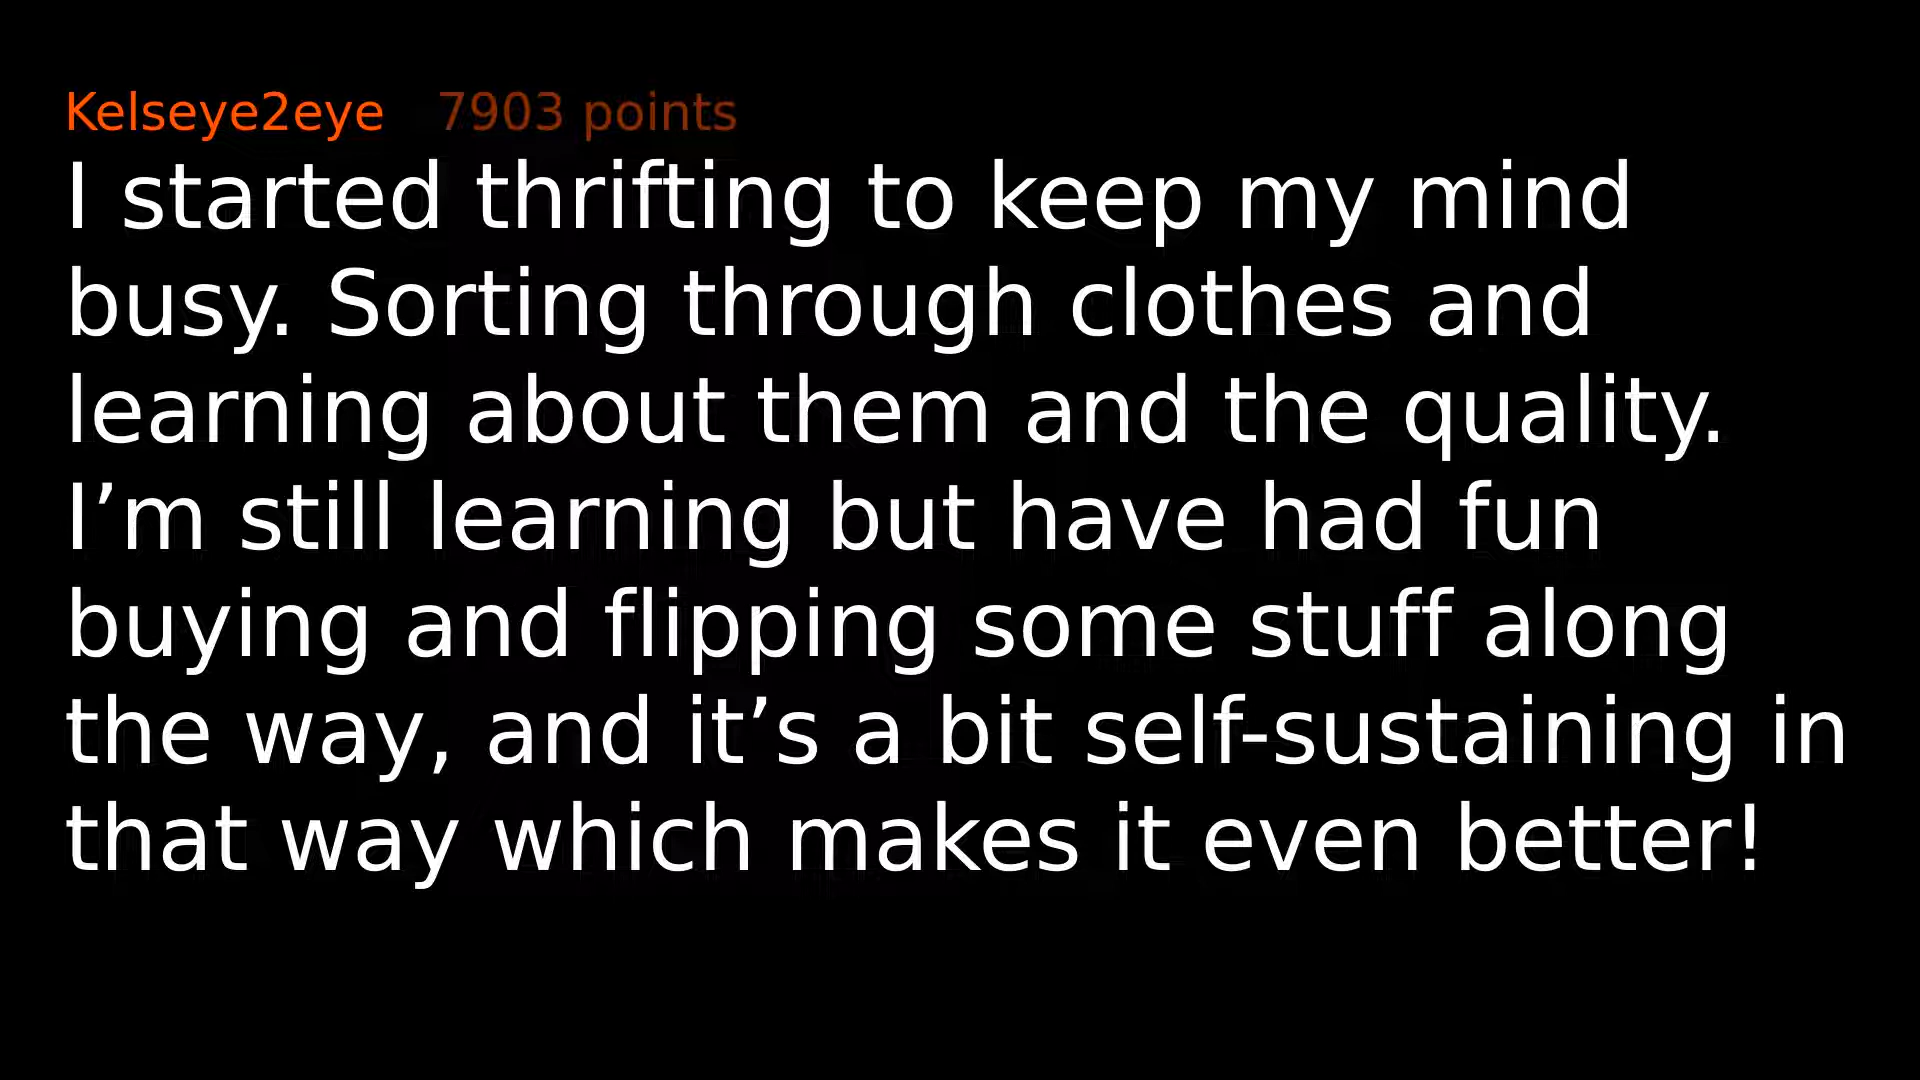 Kelseye2eye 7903 points
I started thrifting to keep my mind
busy. Sorting through clothes and
learning about them and the quality.
I’m still learning but have had fun
buying and flipping some stuff along
the way, and it’s a bit self-sustaining in
that way which makes it even better!